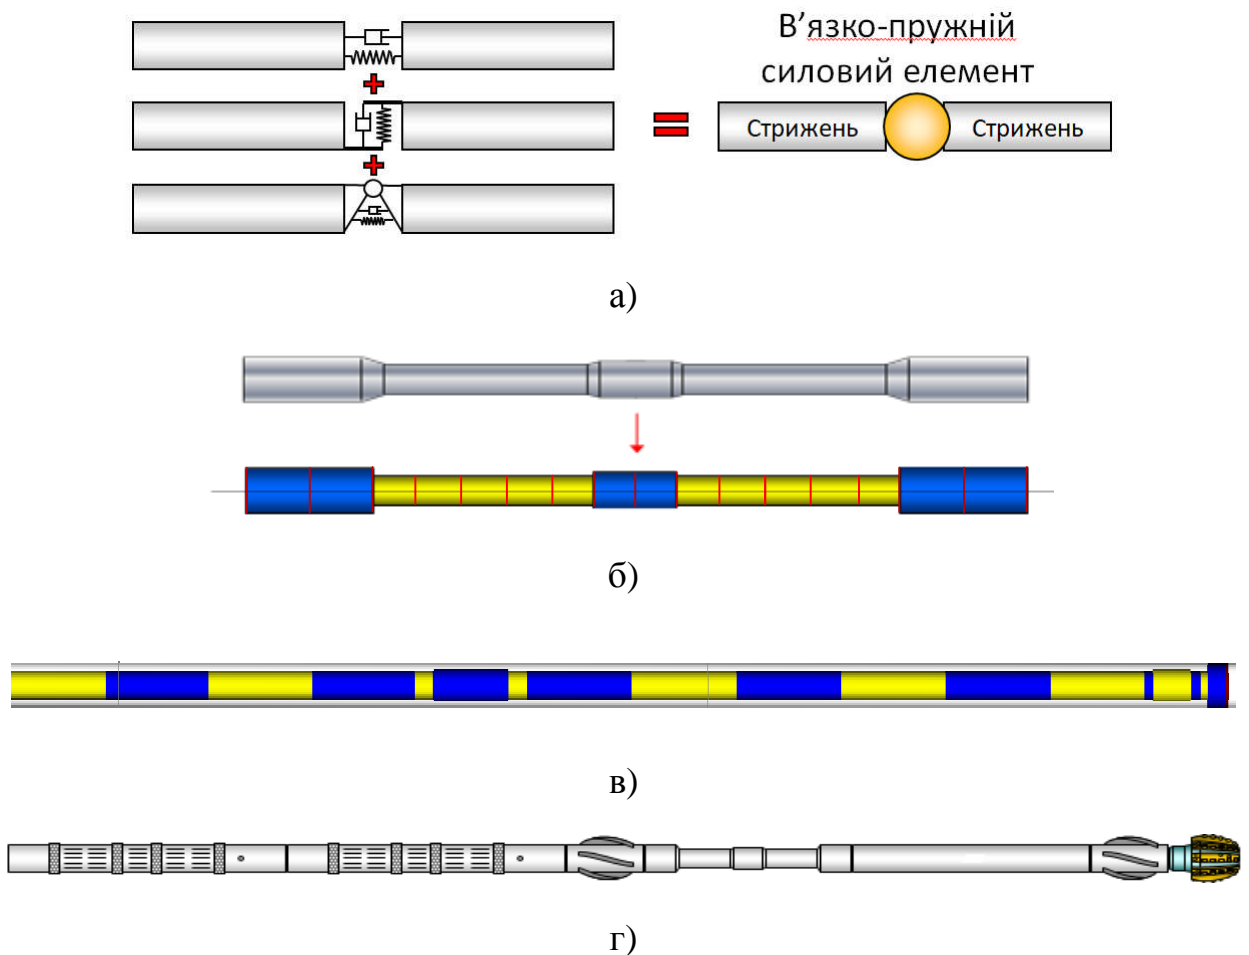 В’язко-пружній
силовий елемент
Стрижень Стрижень
а)
б)
в)
г)